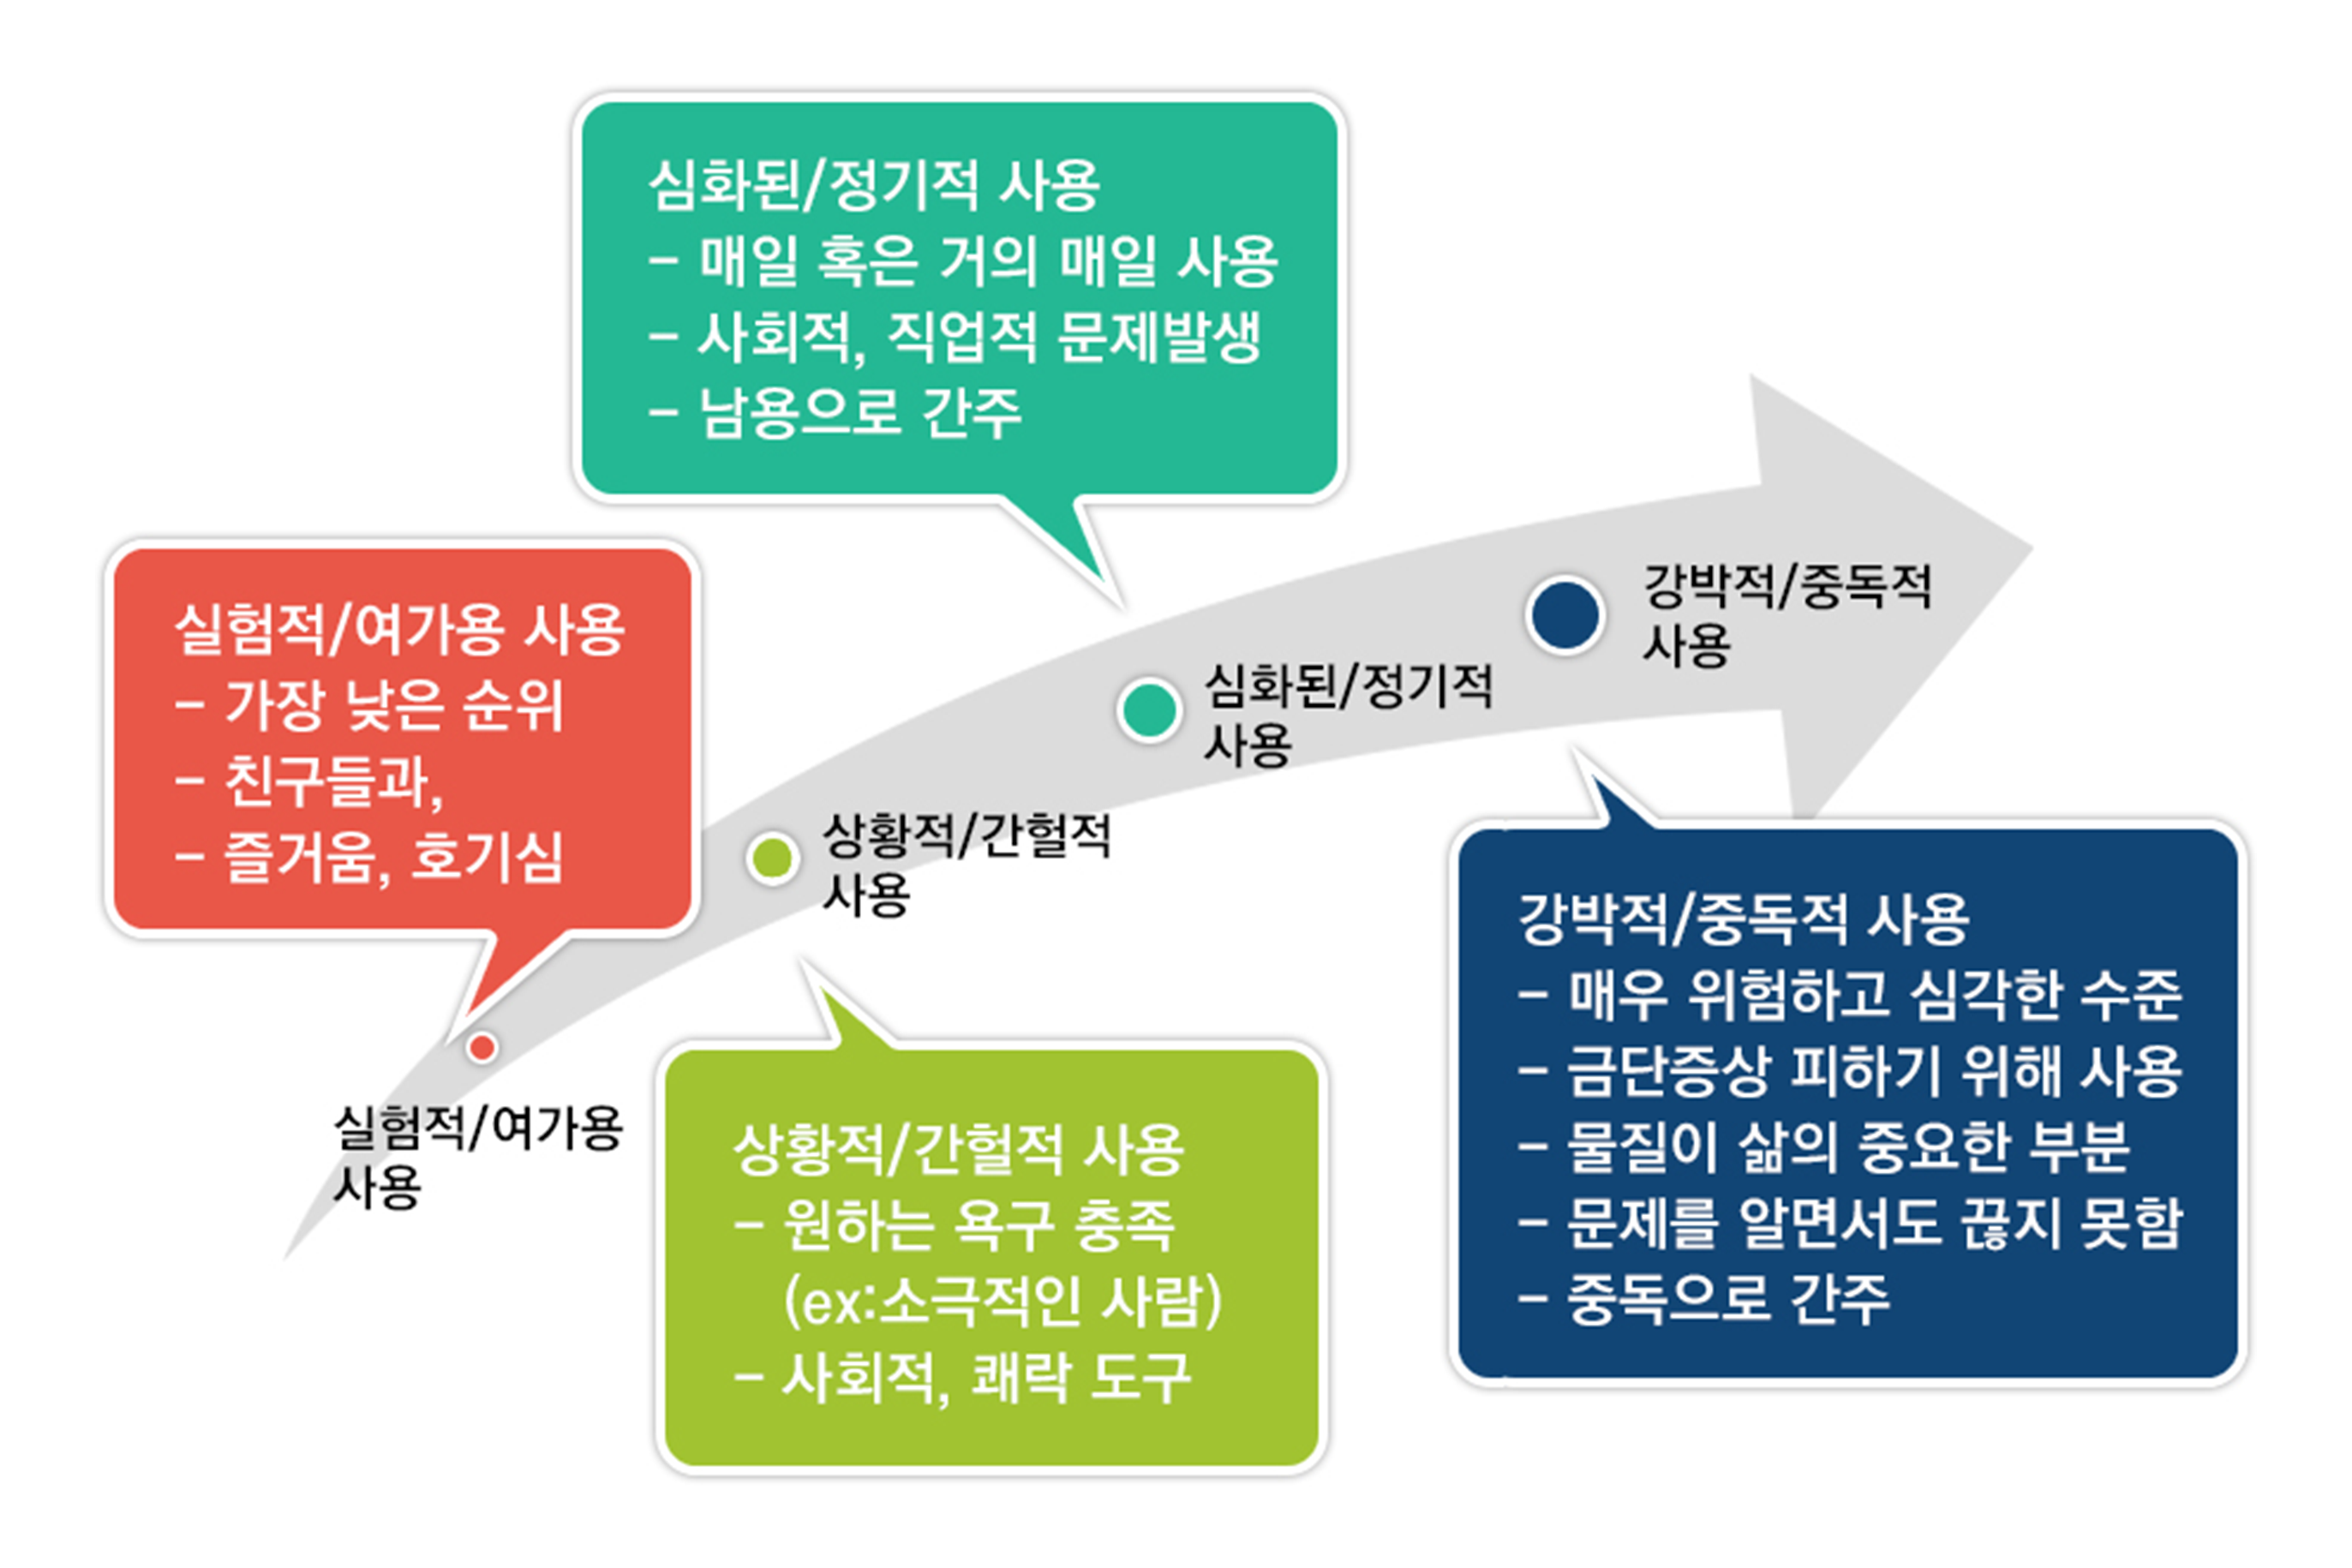 심화된/정기적 사용
- 매일 혹은 거의 매일 사용
- 사회적, 직업적 문제발생
- 남용으로 간주
실험적/여가용 사용
- 가장 낮은 순위
- 친구들과,
- 즐거움, 호기심
강박적/중독적
사용
심화된/정기적
사용
상황적/간헐적
사용
실험적/여가용
사용
상황적/간헐적 사용
- 원하는 욕구 충족
(ex:소극적인 사람)
- 사회적, 쾌락 도구
강박적/중독적 사용
- 매우 위험하고 심각한 수준
- 금단증상 피하기 위해 사용
- 물질이 삶의 중요한 부분
- 문제를 알면서도 끊지 못함
- 중독으로 간주